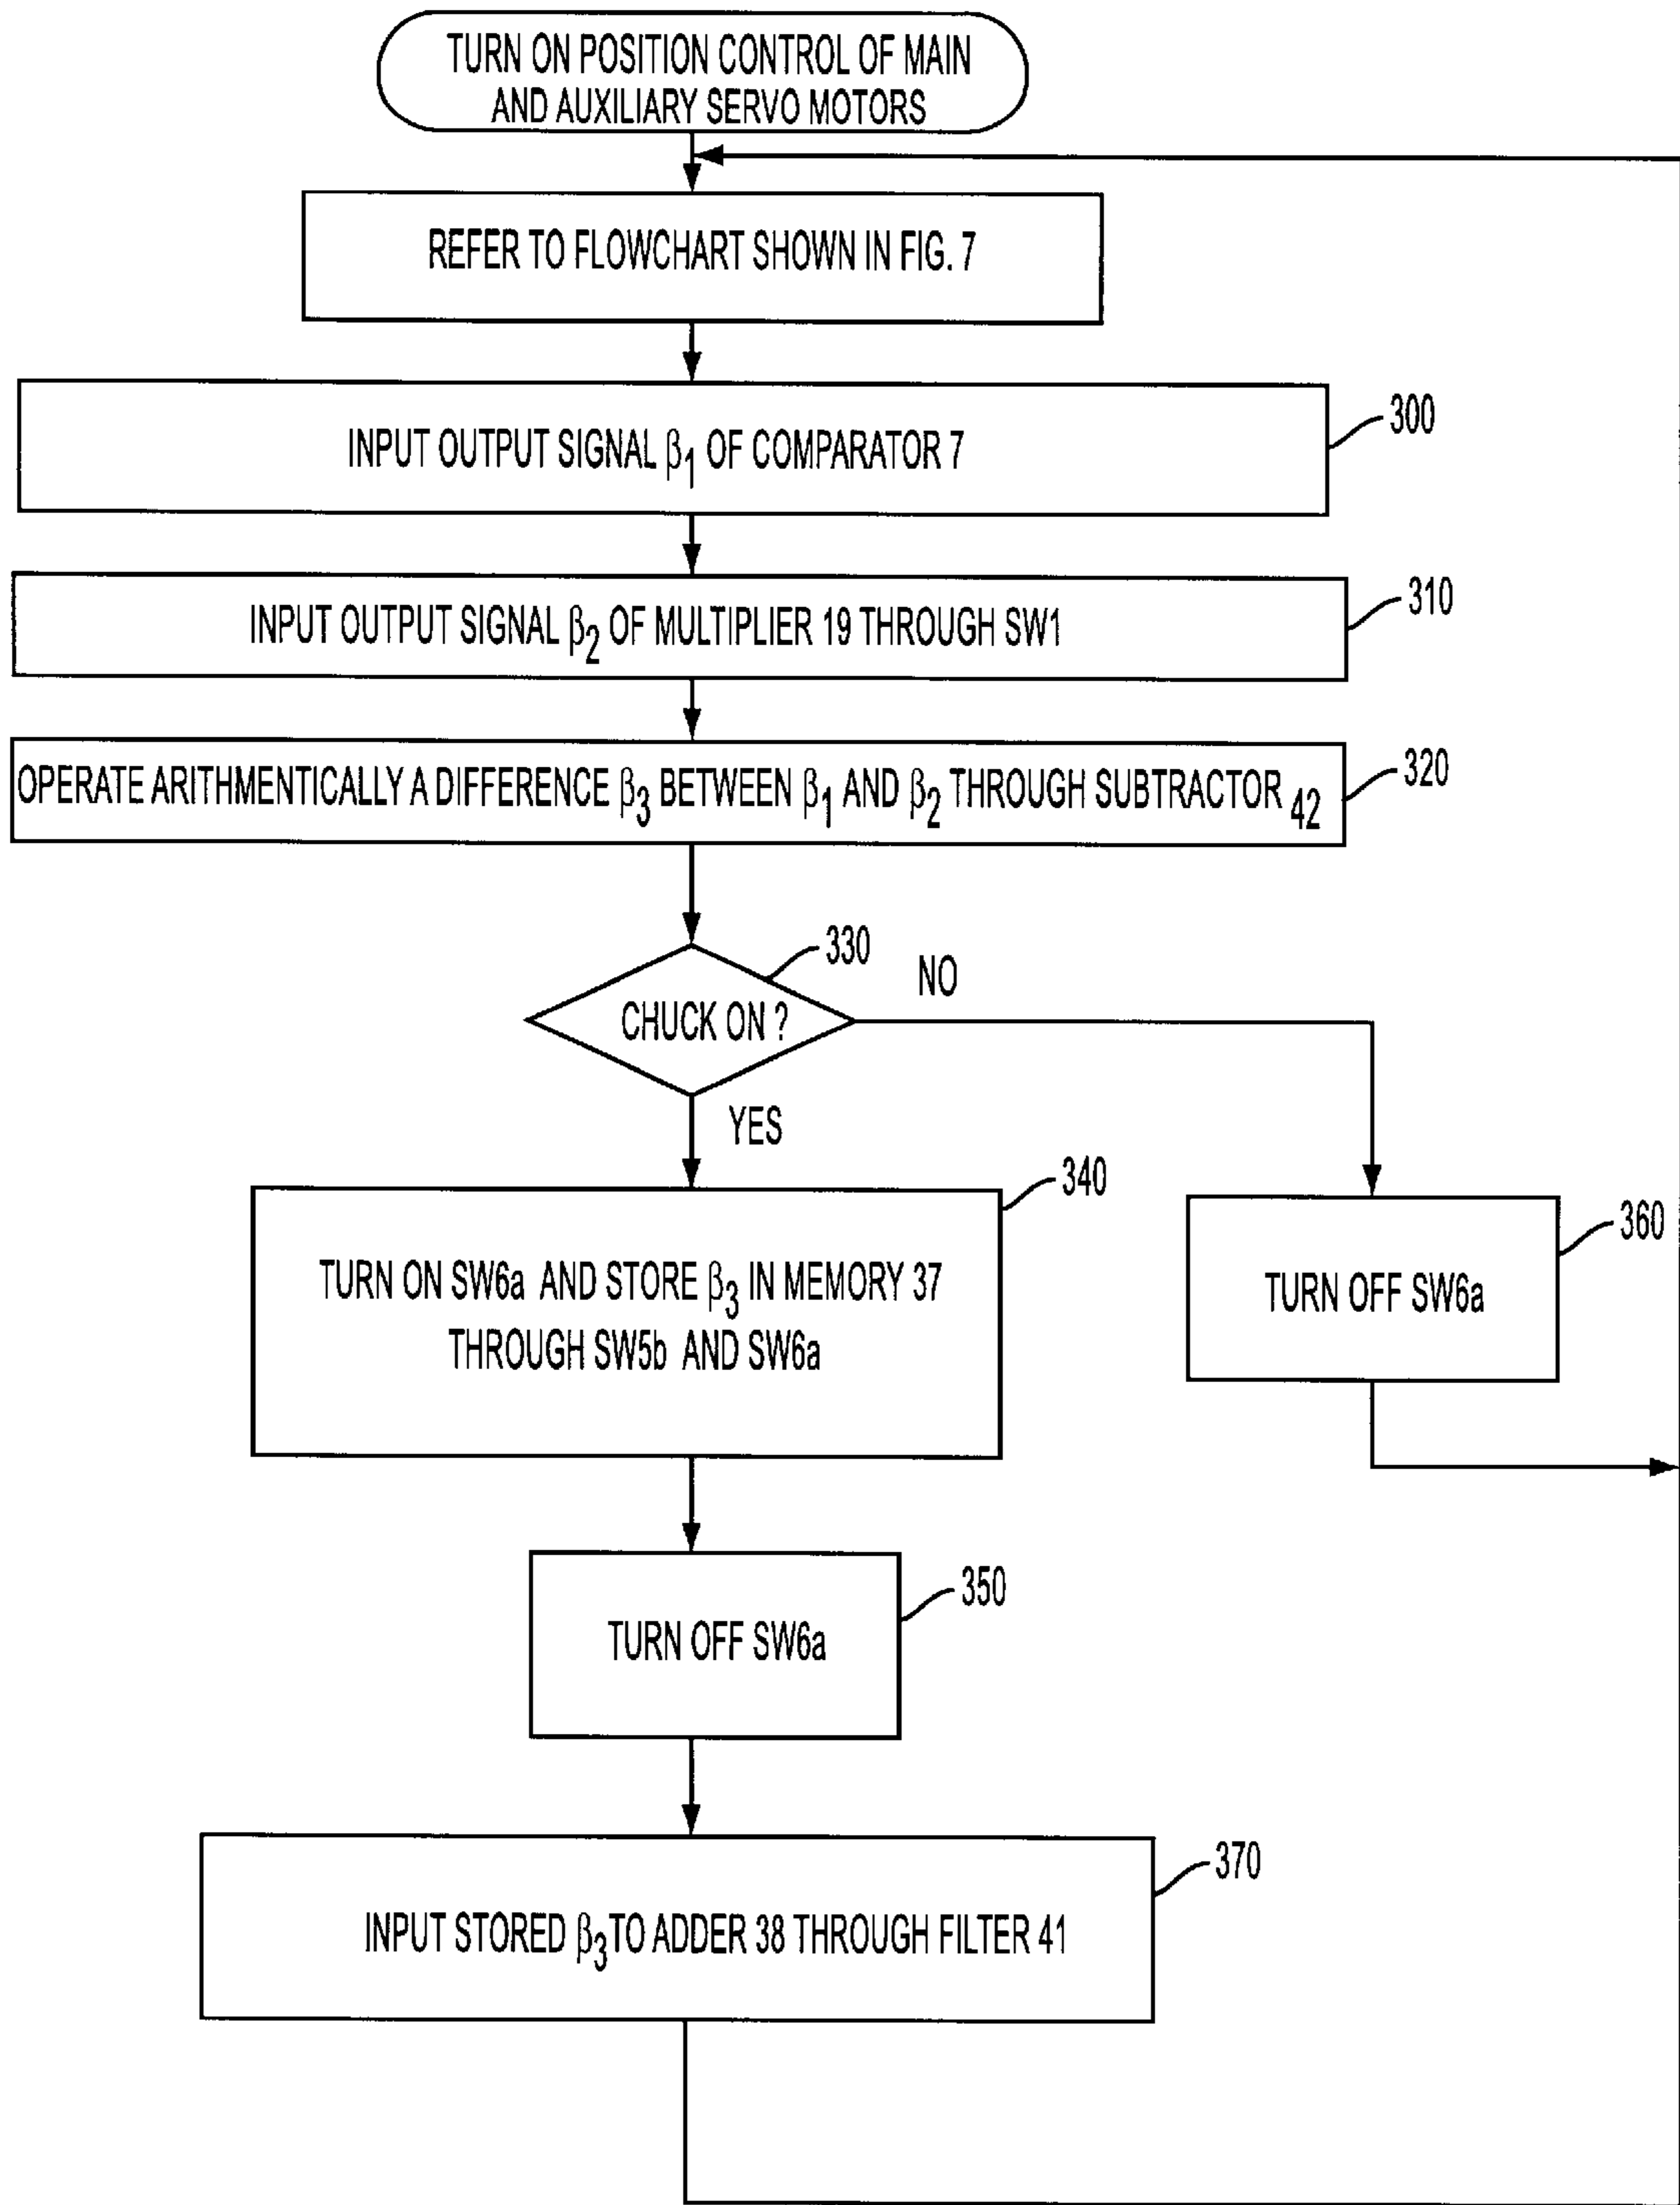 TURN ON POSITION CONTROL OF MAIN
AND AUXILIARY SERVO MOTORS
REFER TO FLOWCHART SHOWN IN FIG. 7
300
INPUT OUTPUT SIGNAL β1 OF COMPARATOR 7
310
INPUT OUTPUT SIGNAL β2 OF MULTIPLIER 19 THROUGH SW1
320
OPERATE ARITHMENTICALLY A DIFFERENCE β3 BETWEEN β1 AND β2 THROUGH SUBTRACTOR 42
330
NO
CHUCK ON ?
YES
340
TURN ON SW6a AND STORE β3 IN MEMORY 37
THROUGH SW5b AND SW6a
360
TURN OFF SW6a
350
TURN OFF SW6a
370
INPUT STORED β3 TO ADDER 38 THROUGH FILTER 41